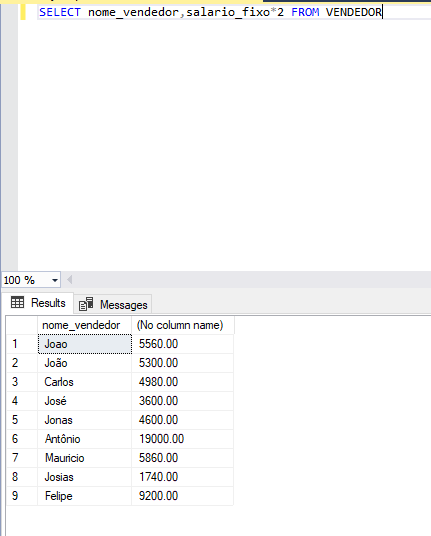 SELECT nome_vendedor,salario_fixo*2 FROM VENDEDOR
100 %
Results Messages
nome_vendedor (No column name)
1 Joao 5560.00
2 João 5300.00
3 Carlos 4980.00
4 José 3600.00
5 Jonas 4600.00
6 Antônio 19000.00
7 Mauricio 5860.00
8 Josias 1740.00
9 Felipe 9200.00